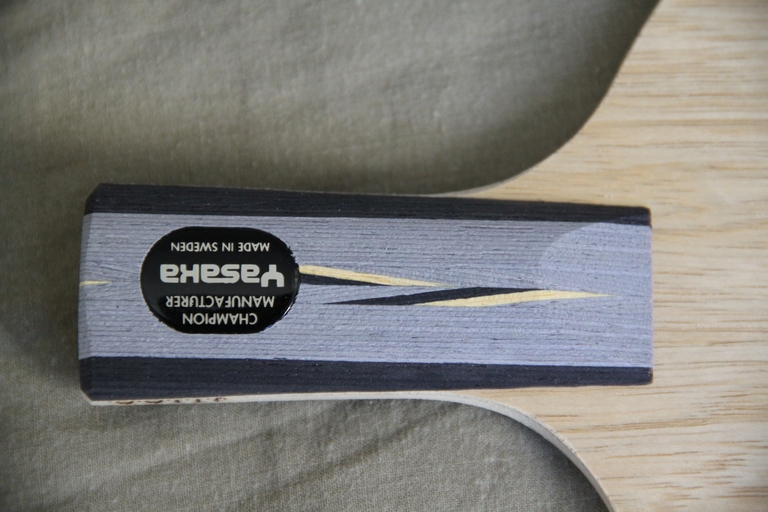 CHAMPION
MANUFACTURER
Yasaka
MADE IN SWEDEN